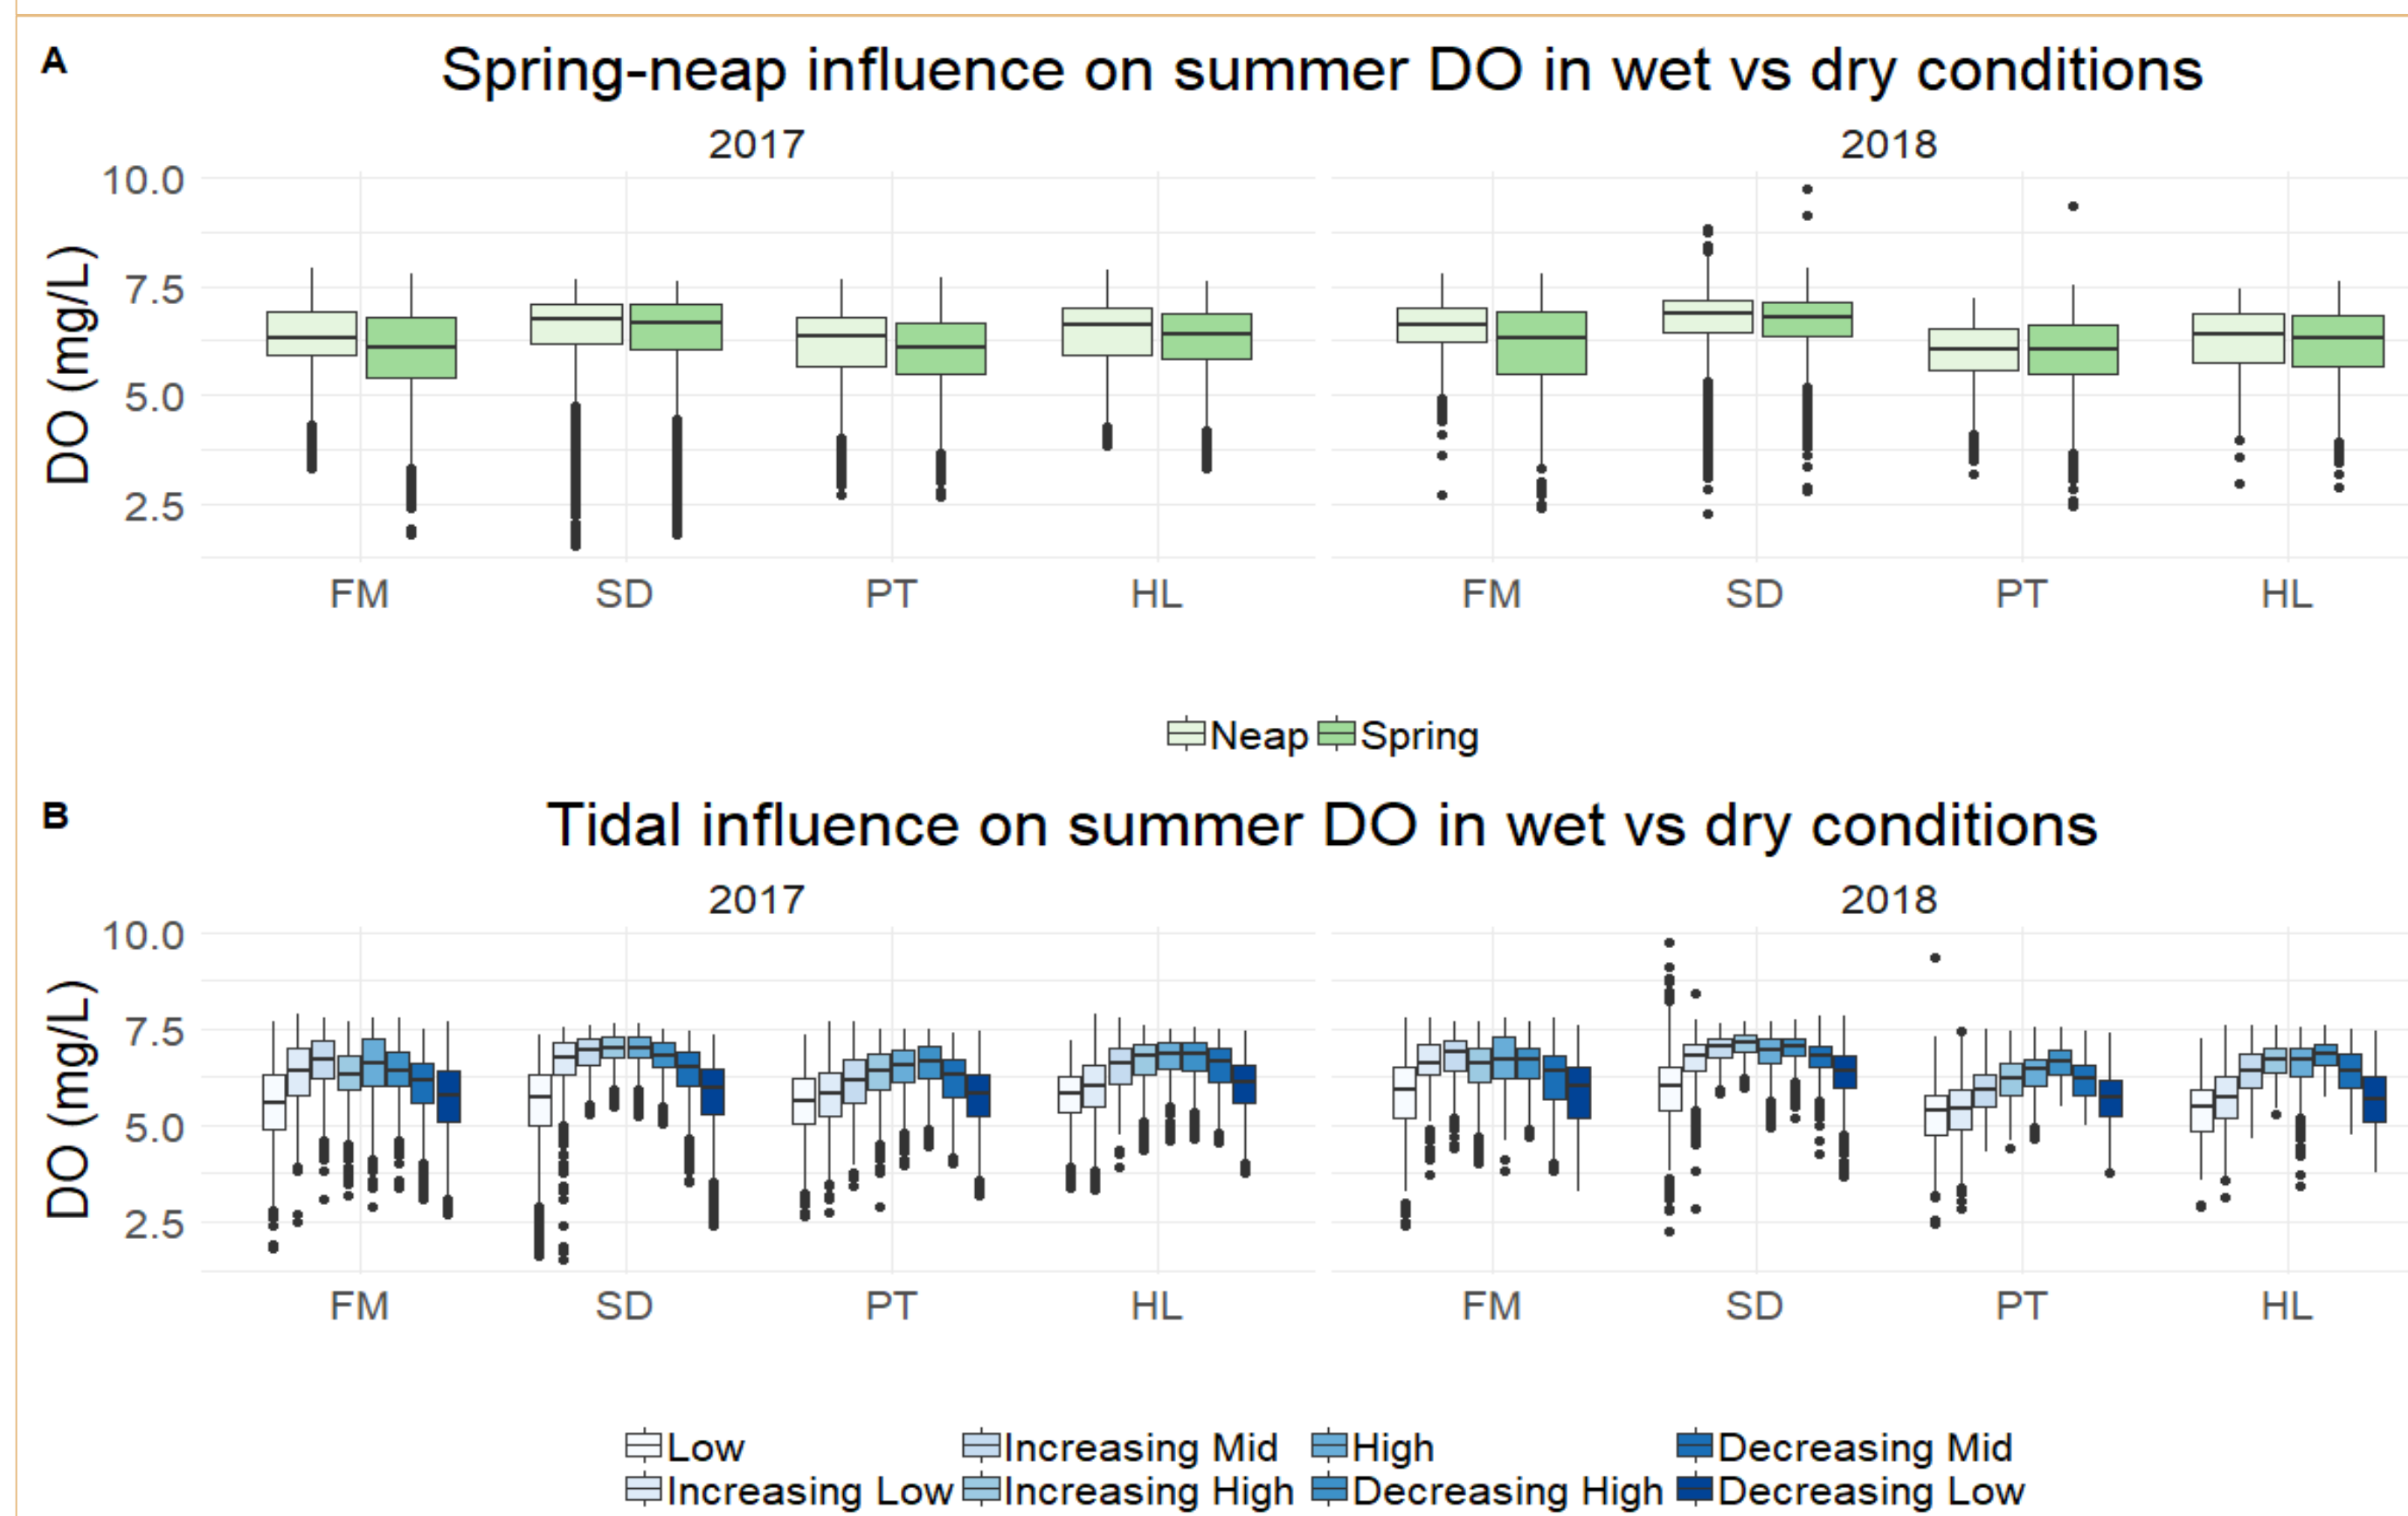 A
Spring-neap influence on summer DO in wet vs dry conditions
2017
2018
DO (mg/L)
10.0
7.5
5.0
2.5
FM SD PT HL
FM SD PT HL
Neap Spring
B
Tidal influence on summer DO in wet vs dry conditions
2017
2018
DO (mg/L)
10.0
7.5
5.0
2.5
FM SD PT HL
FM SD PT HL
Low Increasing Mid High Decreasing Mid
Increasing Low Increasing High Decreasing High Decreasing Low